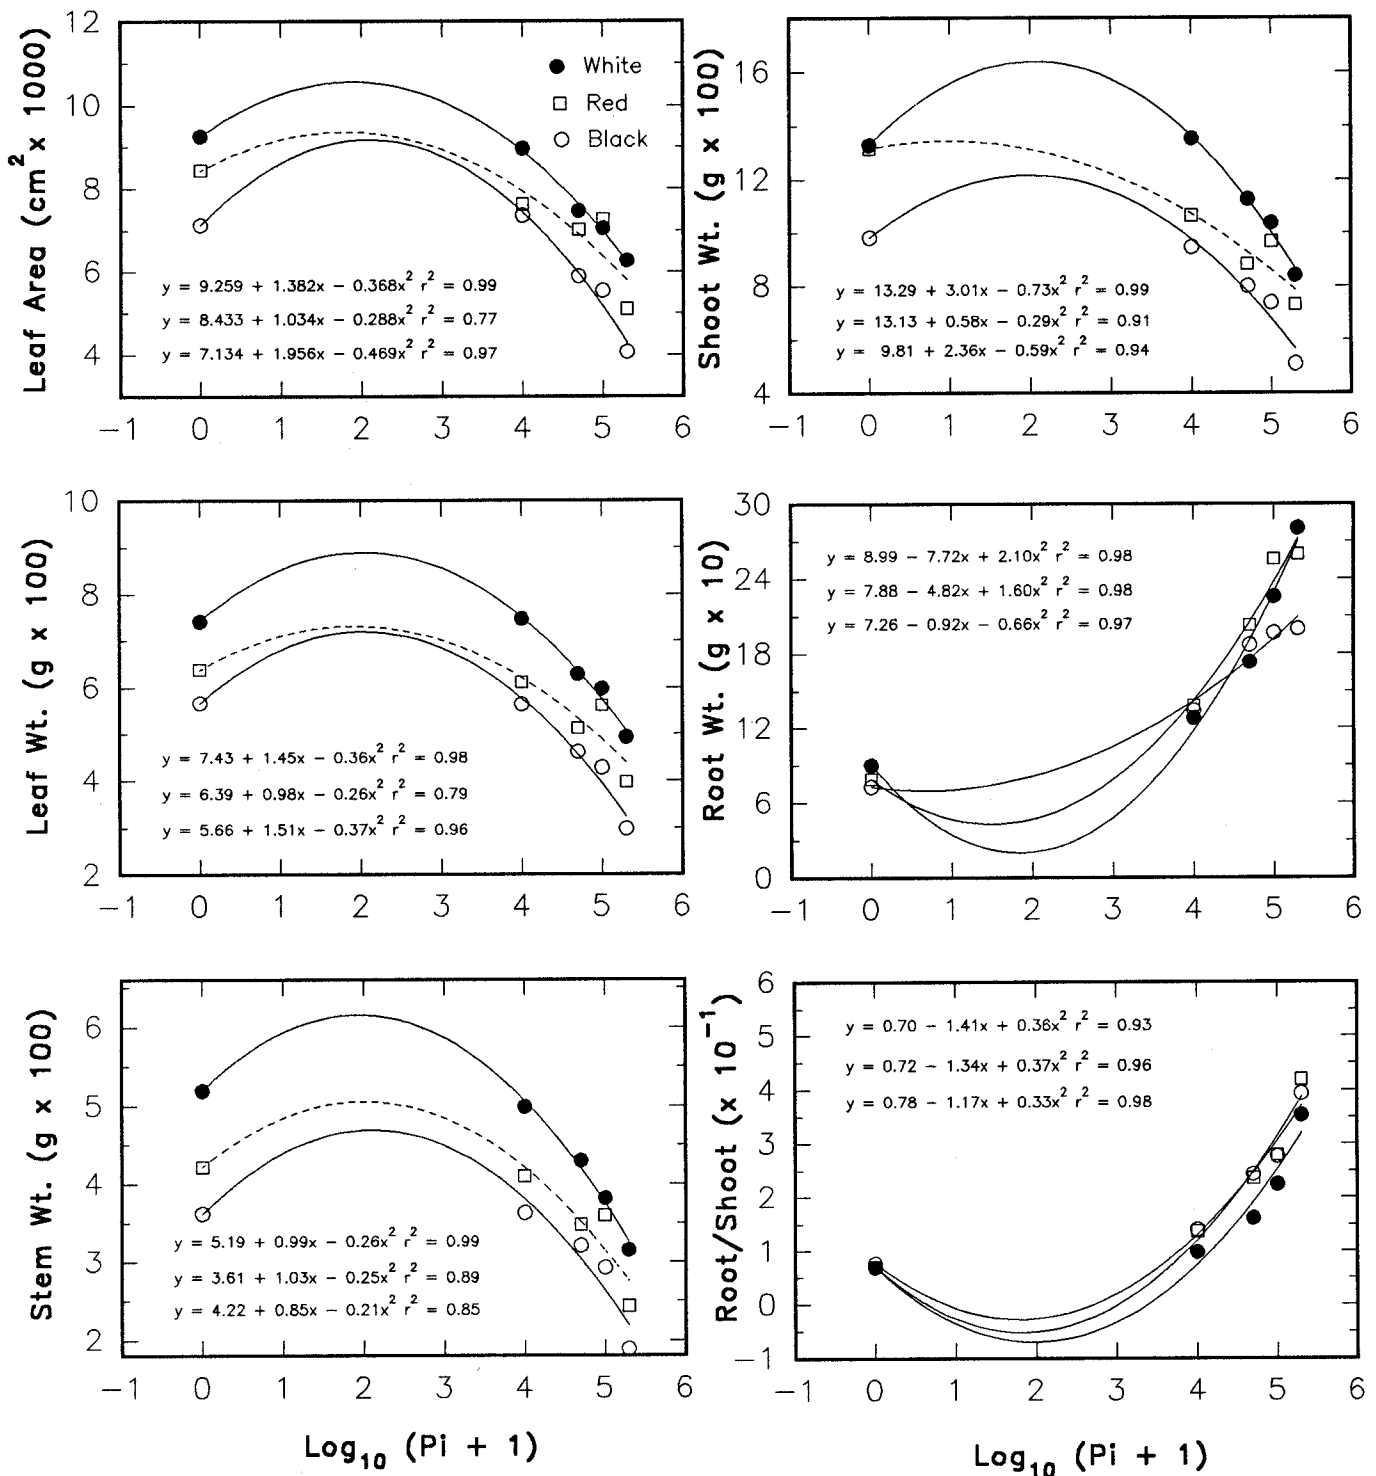 Leaf Area (cm² x 1000)
12
10
8
6
4
White
Red
Black
y = 9.259 + 1.382x − 0.368x² r² = 0.99
y = 8.433 + 1.034x − 0.288x² r² = 0.77
y = 7.134 + 1.956x − 0.469x² r² = 0.97
−1 0 1 2 3 4 5 6
Shoot Wt. (g x 100)
16
12
8
4
y = 13.29 + 3.01x − 0.73x² r² = 0.99
y = 13.13 + 0.58x − 0.29x² r² = 0.91
y = 9.81 + 2.36x − 0.59x² r² = 0.94
−1 0 1 2 3 4 5 6
Leaf Wt. (g x 100)
10
8
6
4
2
y = 7.43 + 1.45x − 0.36x² r² = 0.98
y = 6.39 + 0.98x − 0.26x² r² = 0.79
y = 5.66 + 1.51x − 0.37x² r² = 0.96
−1 0 1 2 3 4 5 6
Root Wt. (g x 10)
30
24
18
12
6
0
y = 8.99 − 7.72x + 2.10x² r² = 0.98
y = 7.88 − 4.82x + 1.60x² r² = 0.98
y = 7.26 − 0.92x − 0.66x² r² = 0.97
−1 0 1 2 3 4 5 6
Stem Wt. (g x 100)
6
5
4
3
2
y = 5.19 + 0.99x − 0.26x² r² = 0.99
y = 3.61 + 1.03x − 0.25x² r² = 0.89
y = 4.22 + 0.85x − 0.21x² r² = 0.85
−1 0 1 2 3 4 5 6
Log₁₀ (Pi + 1)
Root/Shoot (x 10⁻¹)
6
5
4
3
2
1
0
−1
y = 0.70 − 1.41x + 0.36x² r² = 0.93
y = 0.72 − 1.34x + 0.37x² r² = 0.96
y = 0.78 − 1.17x + 0.33x² r² = 0.98
−1 0 1 2 3 4 5 6
Log₁₀ (Pi + 1)